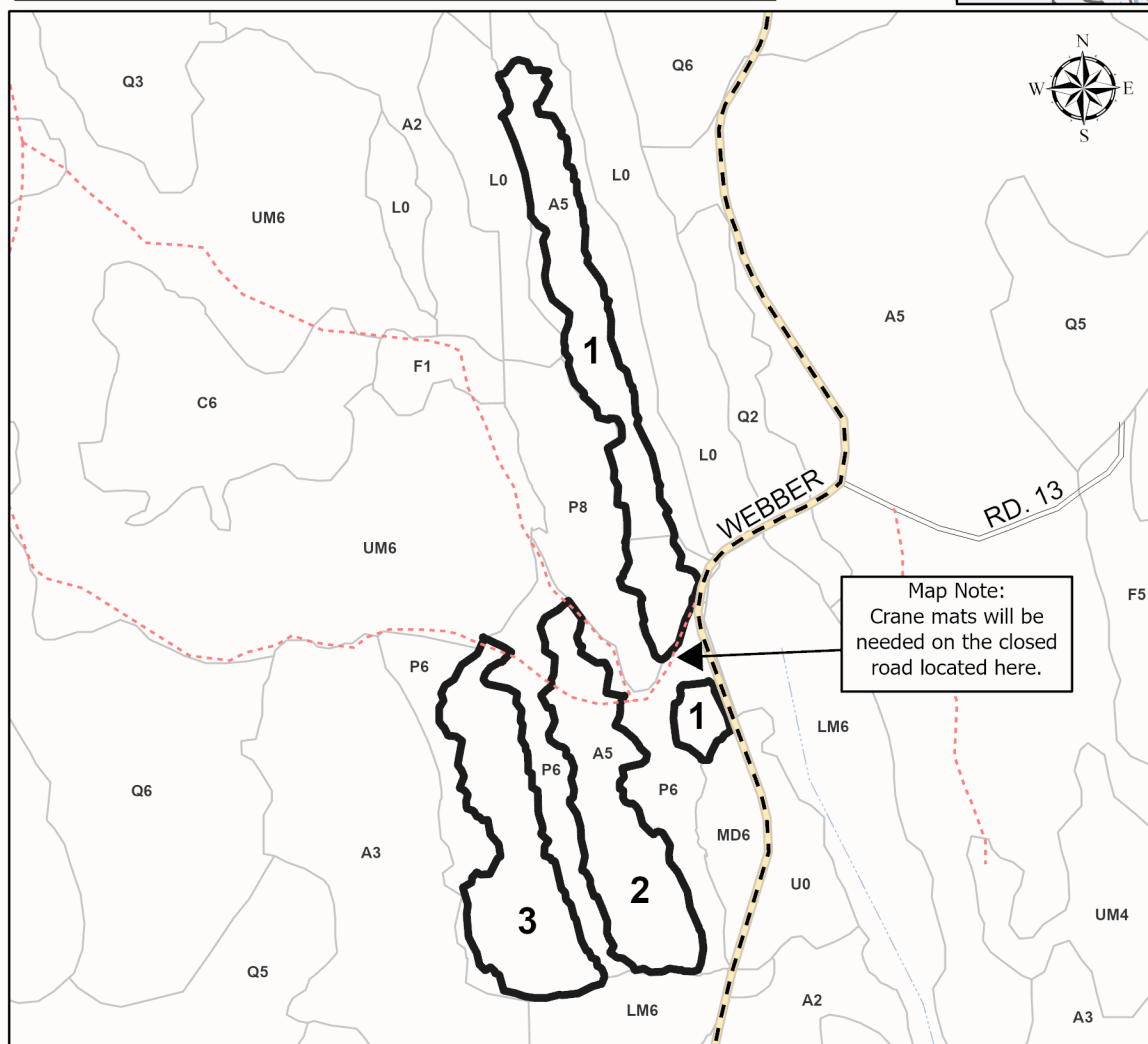 N
W
E
S
Q3
Q6
A2
L0
L0
A5
L0
UM6
A5
Q5
1
F1
C6
Q2
L0
WEBBER
RD. 13
P8
UM6
Map Note:
Crane mats will be
needed on the closed
road located here.
F5
P6
1
LM6
A5
P6
P6
Q6
MD6
A3
U0
2
3
UM4
Q5
A2
LM6
A3